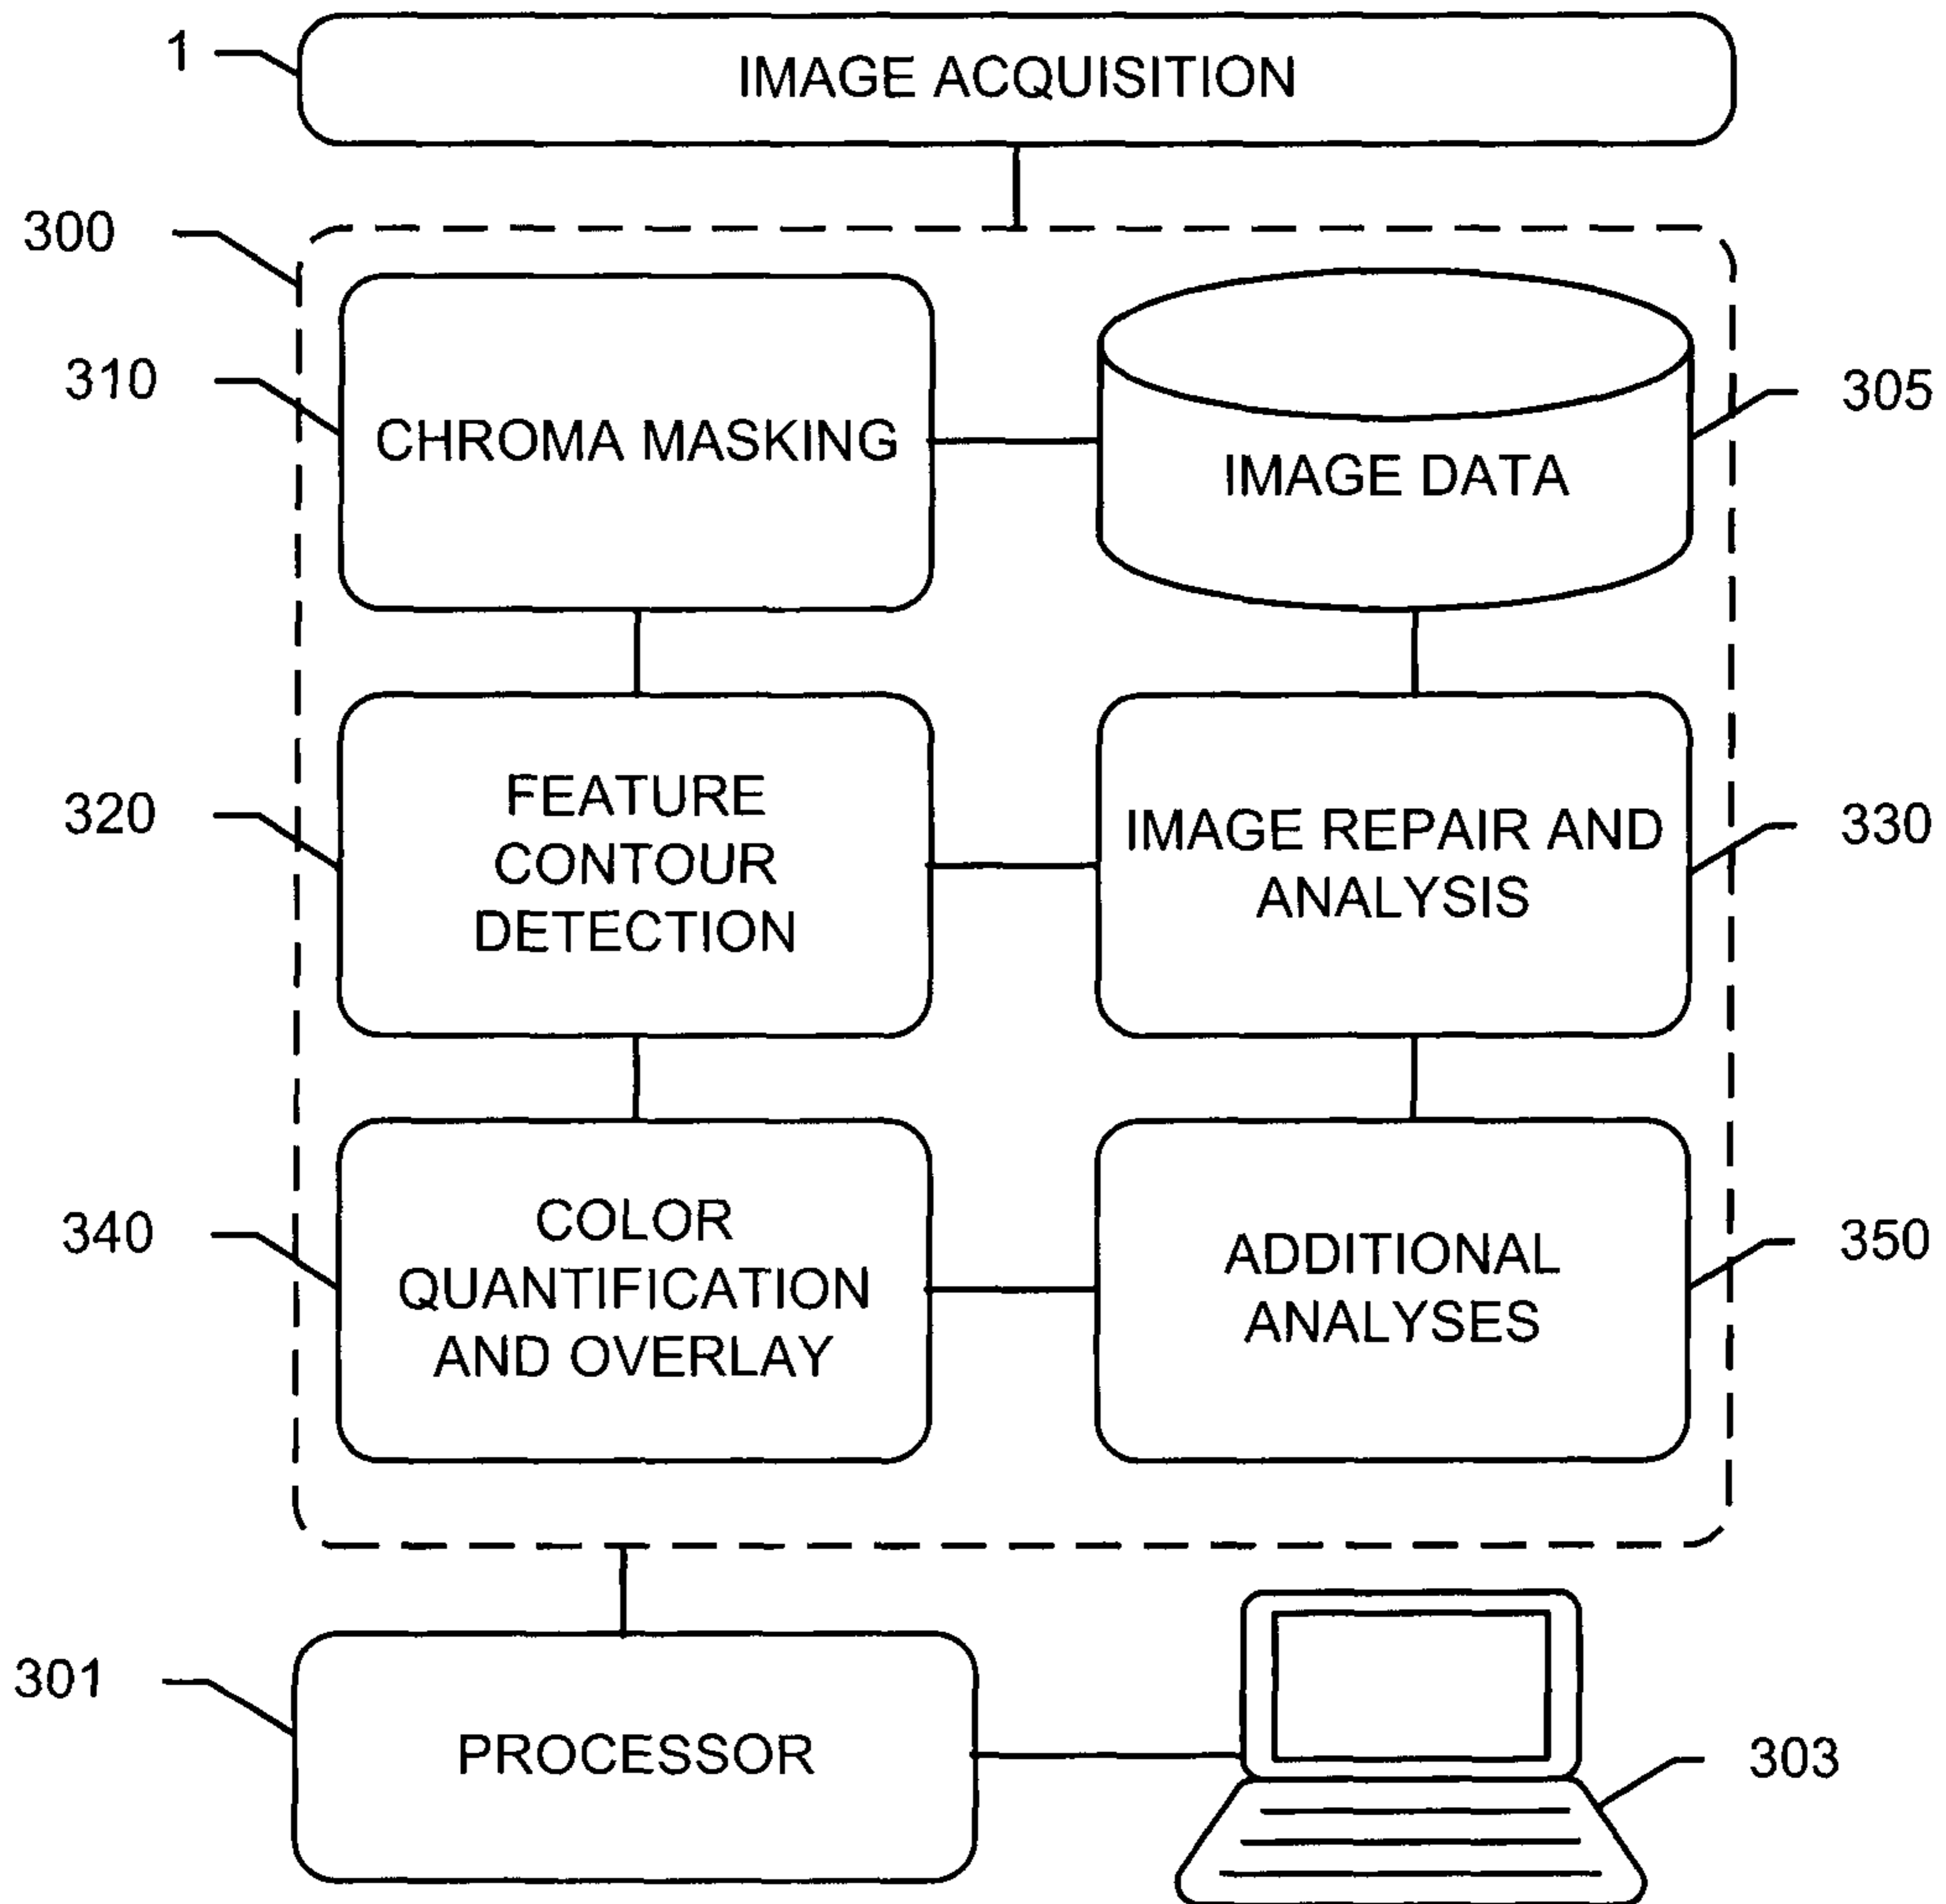 1
IMAGE ACQUISITION
300
310
CHROMA MASKING
305
IMAGE DATA
320
FEATURE
CONTOUR
DETECTION
330
IMAGE REPAIR AND
ANALYSIS
340
COLOR
QUANTIFICATION
AND OVERLAY
350
ADDITIONAL
ANALYSES
301
PROCESSOR
303